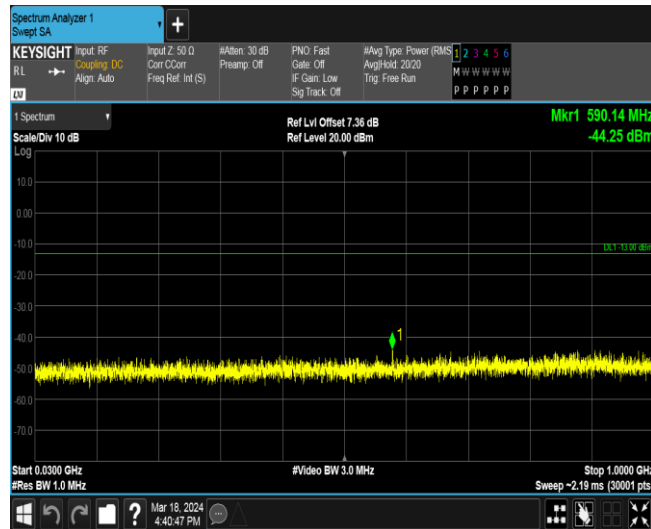 Spectrum Analyzer 1
Swept SA
+
KEYSIGHT
RL
LXI
Input: RF
Coupling: DC
Align: Auto
Input Z: 50 Ω
Corr CCorr
Freq Ref: Int (S)
#Atten: 30 dB
Preamp: Off
PNO: Fast
Gate: Off
IF Gain: Low
Sig Track: Off
#Avg Type: Power (RMS
Avg|Hold: 20/20
Trig: Free Run
1 2 3 4 5 6
M W W W W W
P P P P P P
1 Spectrum
Scale/Div 10 dB
Ref Lvl Offset 7.36 dB
Ref Level 20.00 dBm
Mkr1 590.14 MHz
-44.25 dBm
Log
10.0
0.00
-10.0
DL1 -13.00 dBm
-20.0
-30.0
-40.0
1
-50.0
-60.0
-70.0
Start 0.0300 GHz
#Video BW 3.0 MHz
Stop 1.0000 GHz
#Res BW 1.0 MHz
Sweep ~2.19 ms (30001 pts
?
Mar 18, 2024
4:40:47 PM